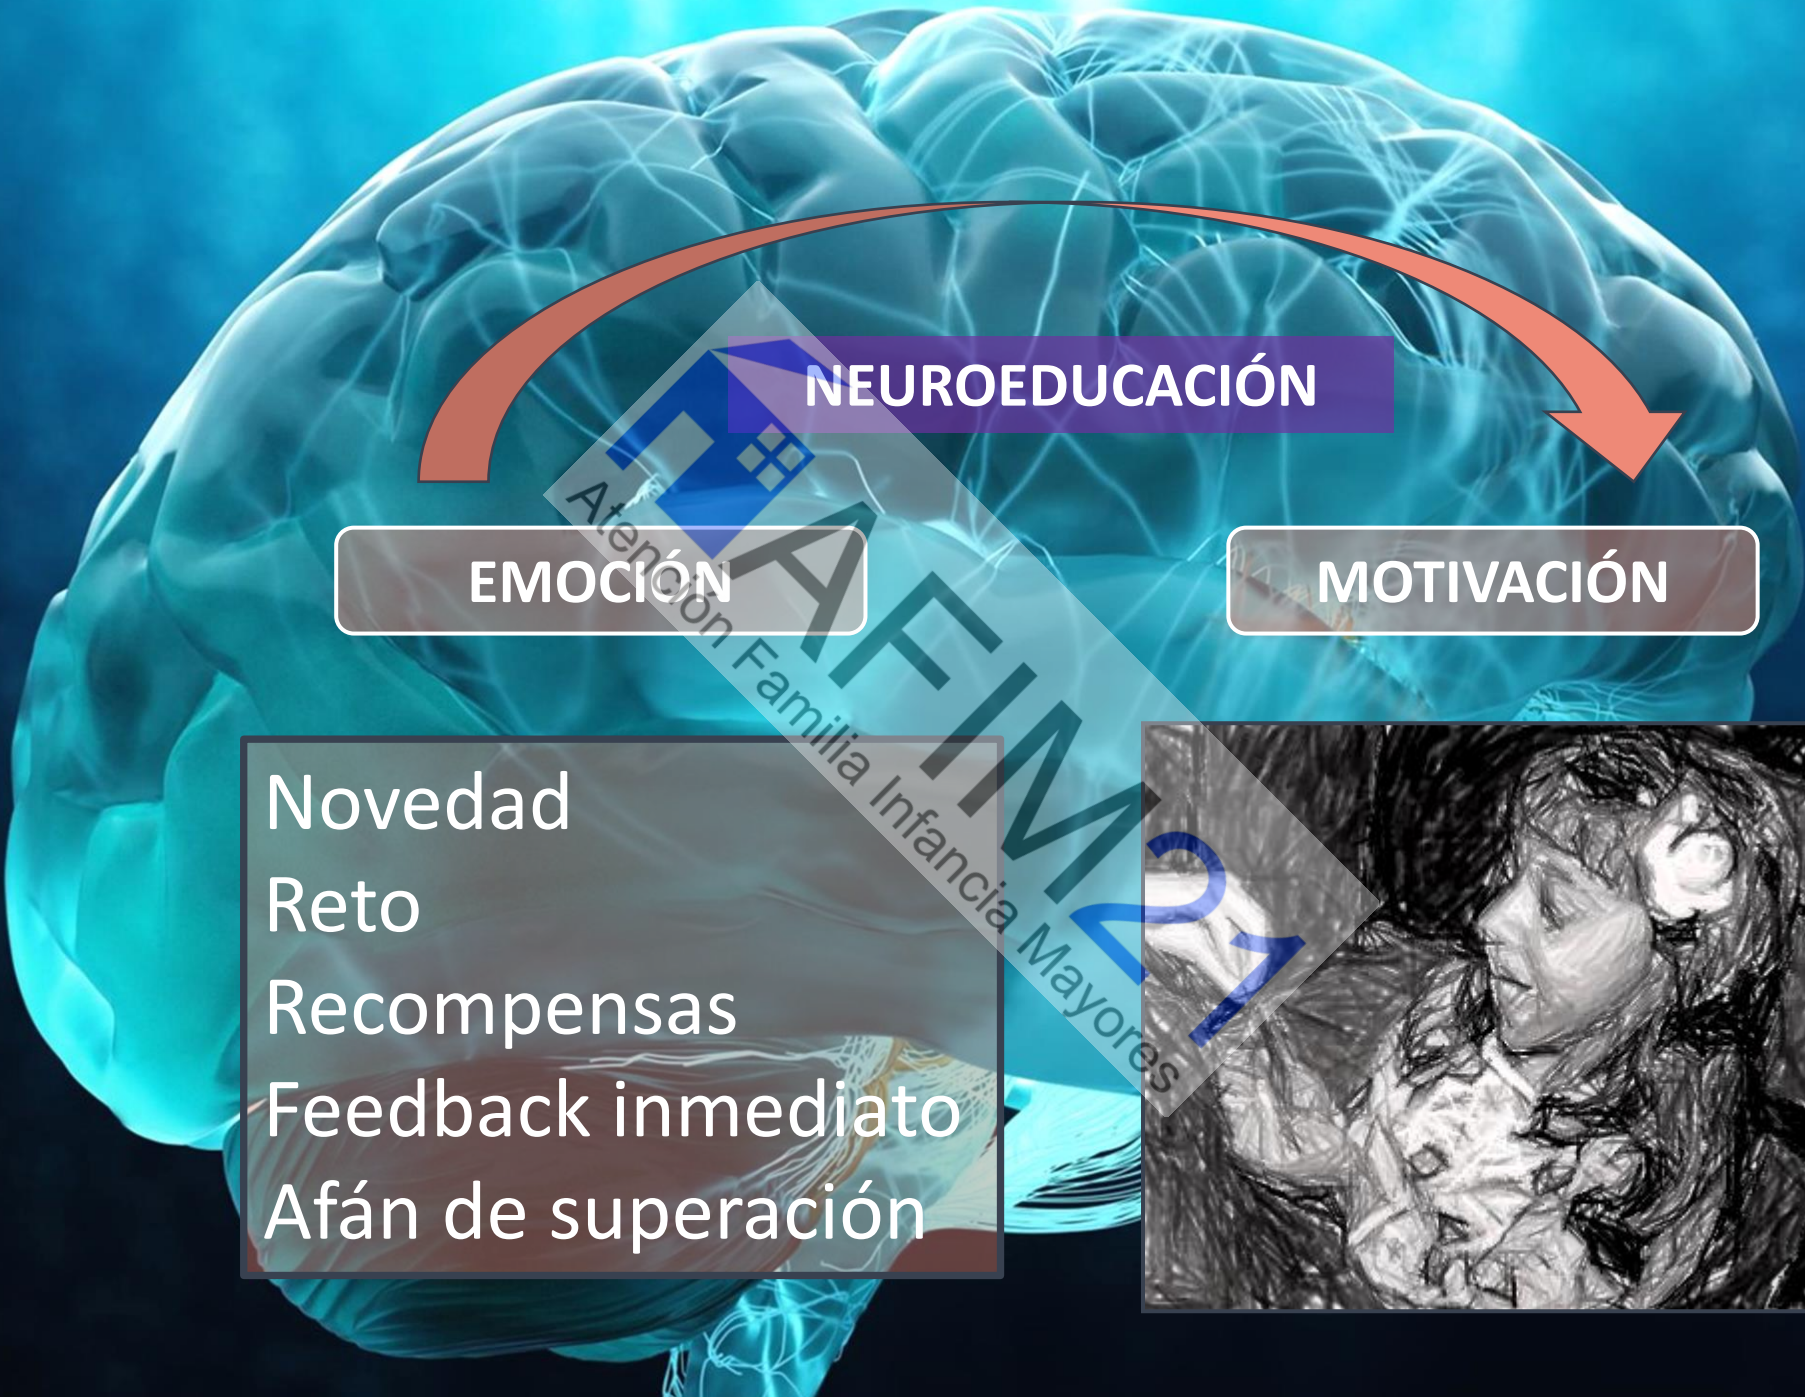 NEUROEDUCACIÓN
EMOCIÓN
MOTIVACIÓN
Novedad
Reto
Recompensas
Feedback inmediato
Afán de superación
AFIM21
Atención Familia Infancia Mayores